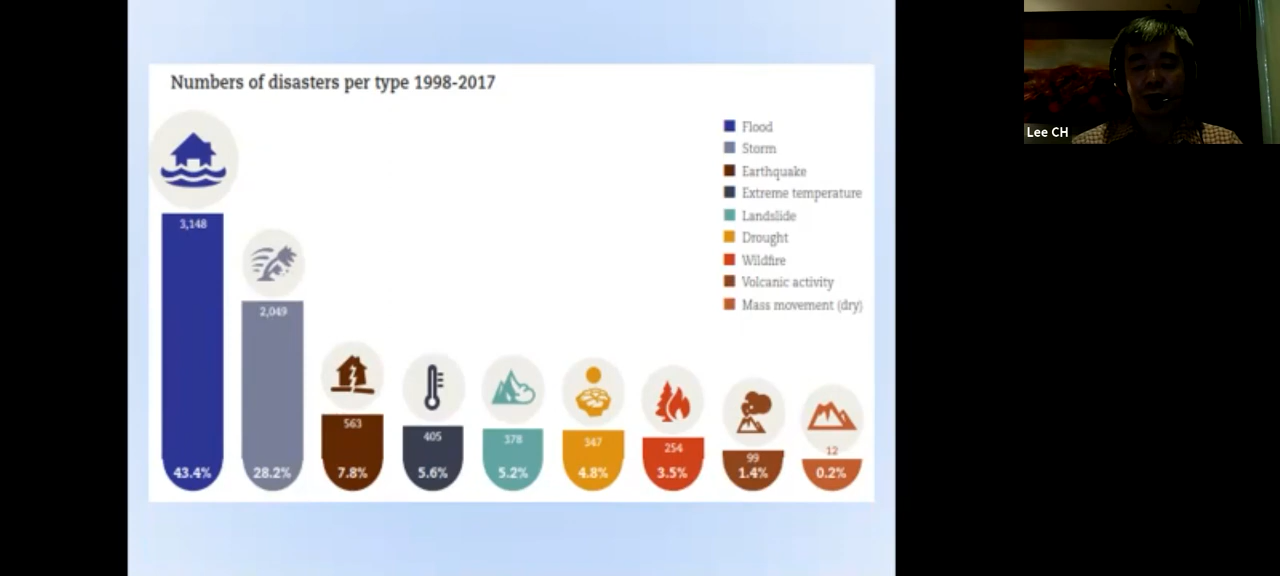 Numbers of disasters per type 1998-2017
Flood
Storm
Earthquake
Extreme temperature
Landslide
Drought
Wildfire
Volcanic activity
Mass movement (dry)
3,148
2,049
563
405
378
347
254
99
12
43.4%
28.2%
7.8%
5.6%
5.2%
4.8%
3.5%
1.4%
0.2%
Lee CH